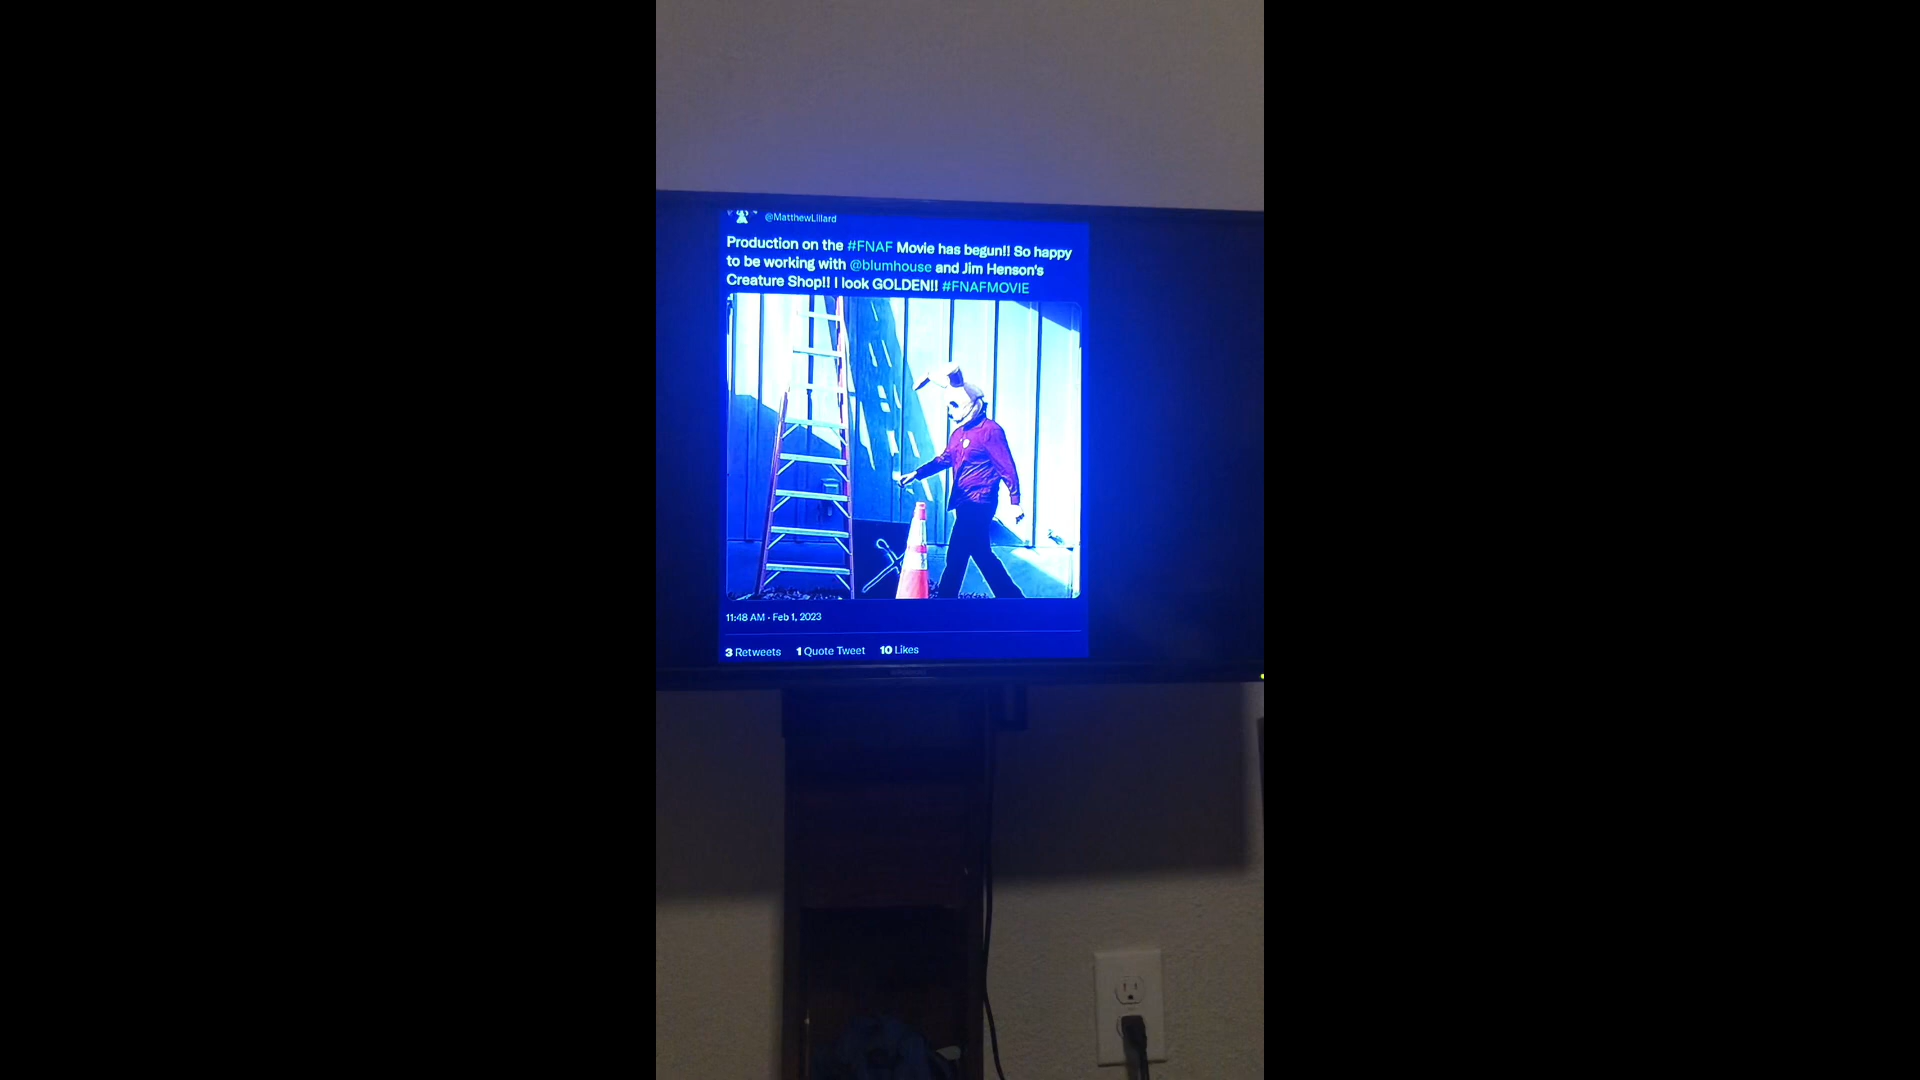 @MatthewLillard
Production on the #FNAF Movie has begun!! So happy
to be working with @blumhouse and Jim Henson's
Creature Shop!! I look GOLDEN!! #FNAFMOVIE
11:48 AM · Feb 1, 2023
3 Retweets 1 Quote Tweet 10 Likes